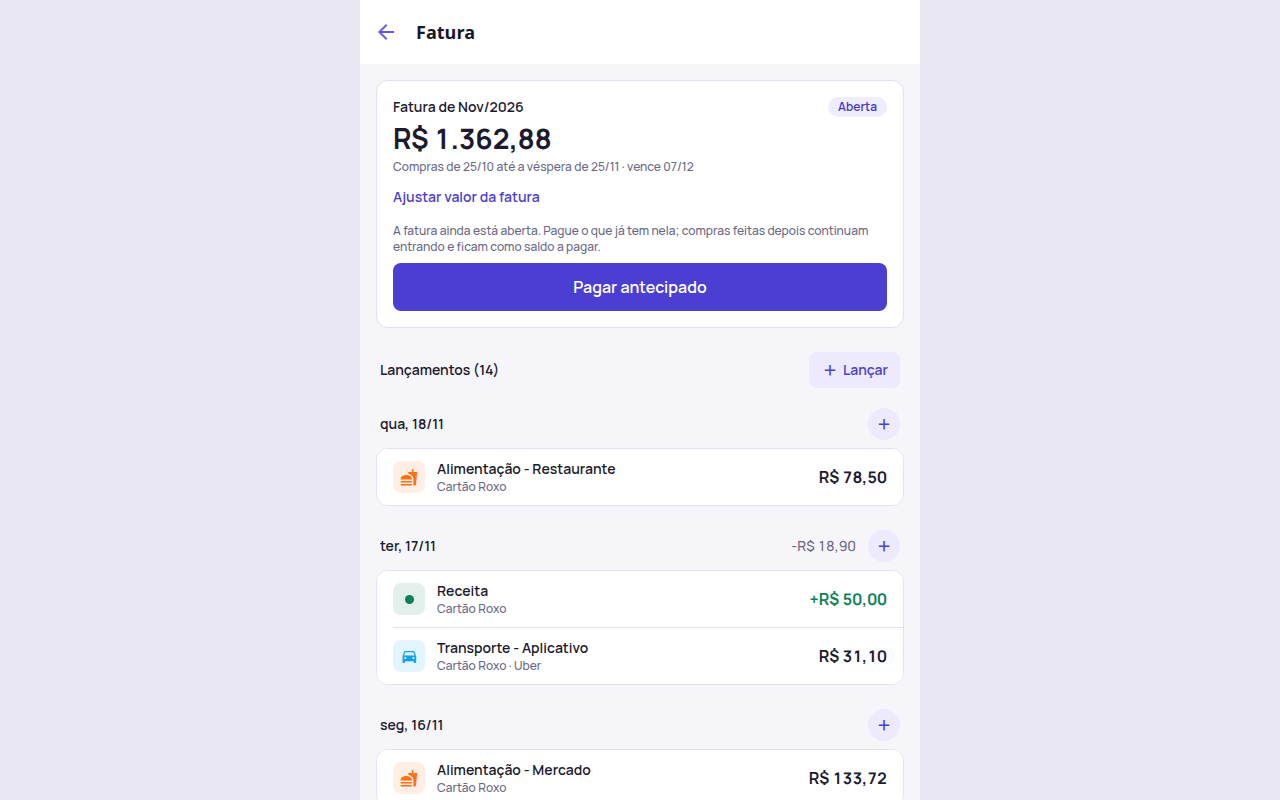 Fatura
Fatura de Nov/2026
Aberta
R$ 1.362,88
Compras de 25/10 até a véspera de 25/11 · vence 07/12
Ajustar valor da fatura
A fatura ainda está aberta. Pague o que já tem nela; compras feitas depois continuam
entrando e ficam como saldo a pagar.
Pagar antecipado
Lançamentos (14)
+ Lançar
qua, 18/11
+
Alimentação - Restaurante
R$ 78,50
Cartão Roxo
ter, 17/11
-R$ 18,90
+
Receita
+R$ 50,00
Cartão Roxo
Transporte - Aplicativo
R$ 31,10
Cartão Roxo · Uber
seg, 16/11
+
Alimentação - Mercado
R$ 133,72
Cartão Roxo